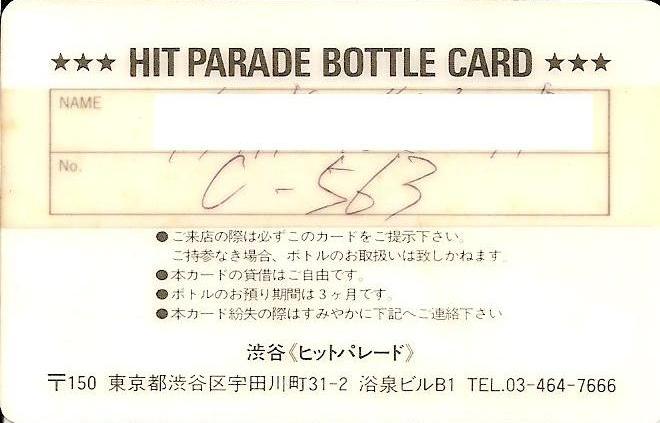 ★★★ HIT PARADE BOTTLE CARD ★★★
NAME
No. C-563
●ご来店の際は必ずこのカードをご提示下さい。
ご持参なき場合、ボトルのお取扱いは致しかねます。
●本カードの貸借はご自由です。
●ボトルのお預り期間は3ヶ月です。
●本カード紛失の際はすみやかに下記へご連絡下さい
渋谷《ヒットパレード》
〒150 東京都渋谷区宇田川町31-2 浴泉ビルB1 TEL.03-464-7666